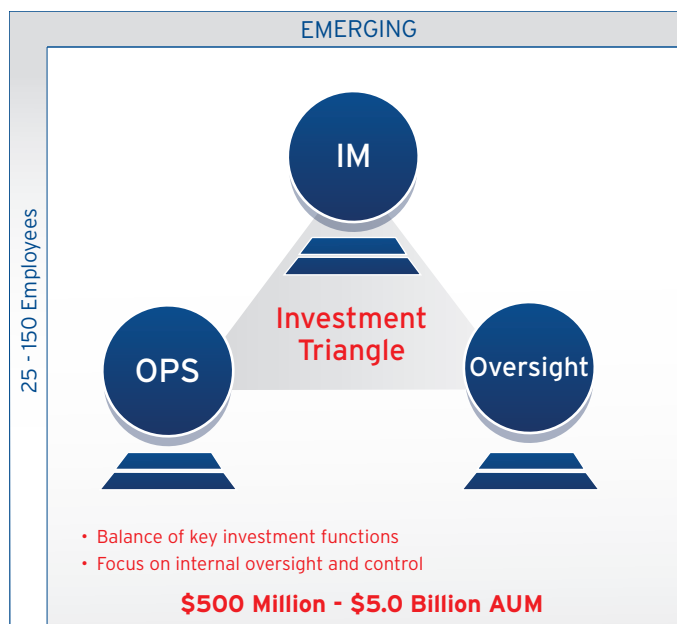 EMERGING
25 - 150 Employees
IM
Investment
Triangle
OPS
Oversight
• Balance of key investment functions
• Focus on internal oversight and control
$500 Million - $5.0 Billion AUM